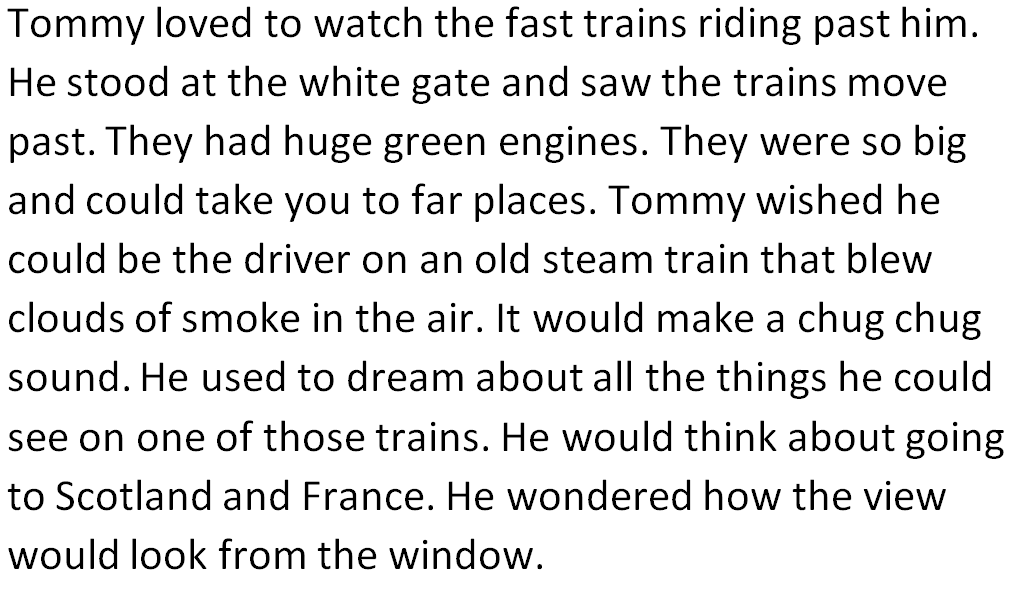 Tommy loved to watch the fast trains riding past him.
He stood at the white gate and saw the trains move
past. They had huge green engines. They were so big
and could take you to far places. Tommy wished he
could be the driver on an old steam train that blew
clouds of smoke in the air. It would make a chug chug
sound. He used to dream about all the things he could
see on one of those trains. He would think about going
to Scotland and France. He wondered how the view
would look from the window.